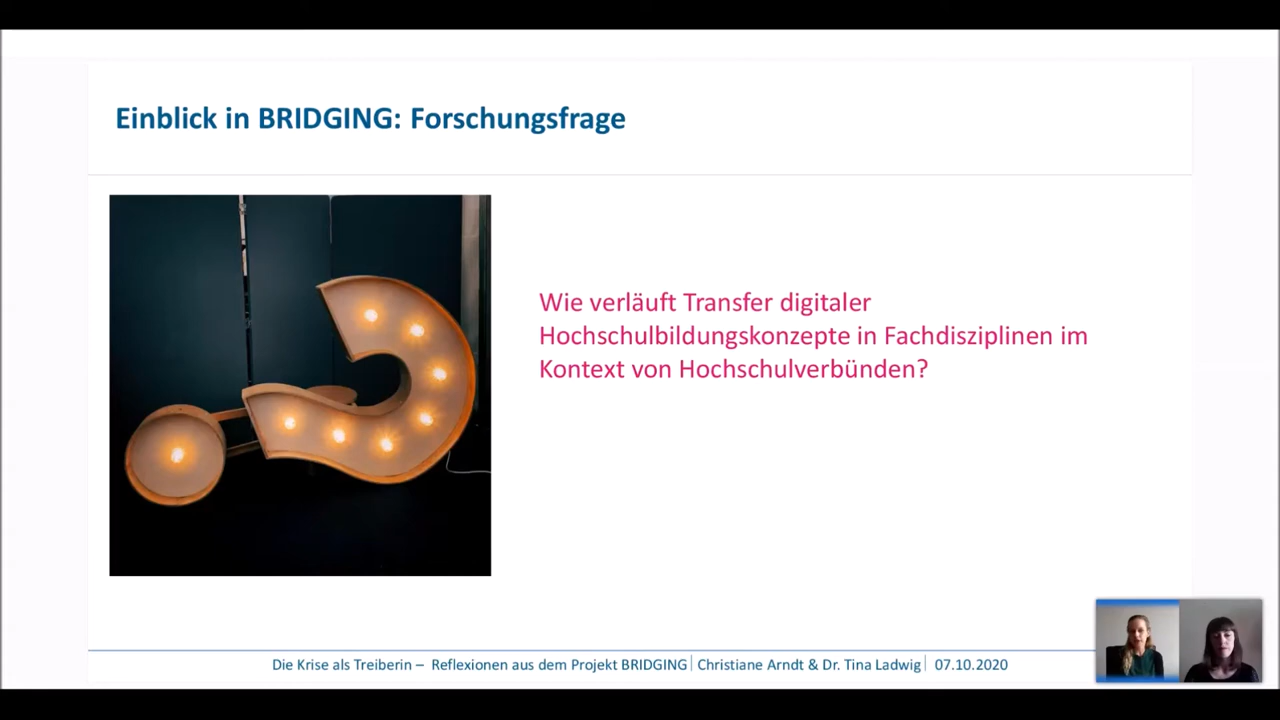 Einblick in BRIDGING: Forschungsfrage
Wie verläuft Transfer digitaler
Hochschulbildungskonzepte in Fachdisziplinen im
Kontext von Hochschulverbünden?
Die Krise als Treiberin – Reflexionen aus dem Projekt BRIDGING | Christiane Arndt & Dr. Tina Ladwig | 07.10.2020